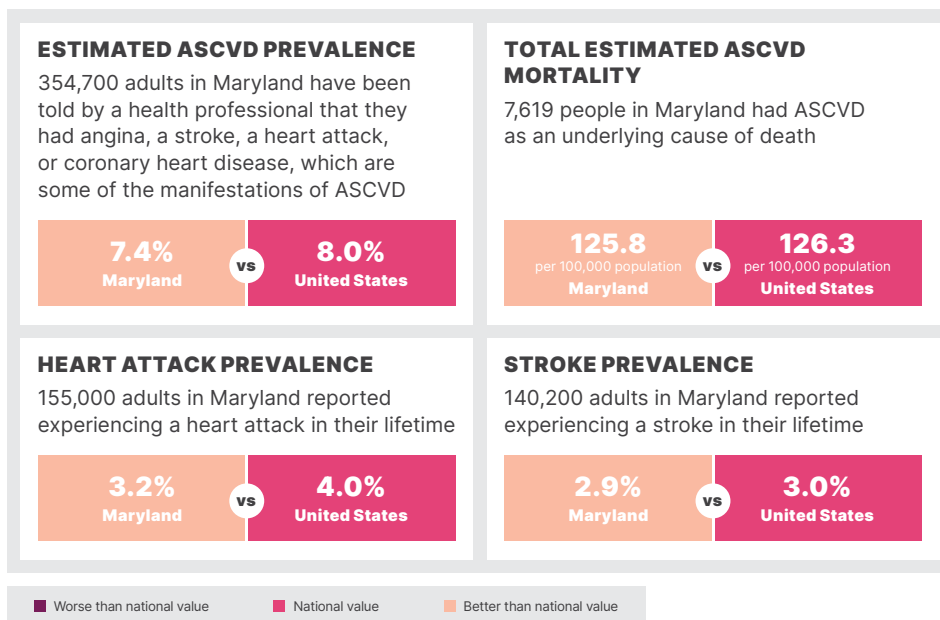 ESTIMATED ASCVD PREVALENCE
354,700 adults in Maryland have been
told by a health professional that they
had angina, a stroke, a heart attack,
or coronary heart disease, which are
some of the manifestations of ASCVD
7.4%
Maryland
vs
8.0%
United States
TOTAL ESTIMATED ASCVD
MORTALITY
7,619 people in Maryland had ASCVD
as an underlying cause of death
125.8
per 100,000 population
Maryland
vs
126.3
per 100,000 population
United States
HEART ATTACK PREVALENCE
155,000 adults in Maryland reported
experiencing a heart attack in their lifetime
3.2%
Maryland
vs
4.0%
United States
STROKE PREVALENCE
140,200 adults in Maryland reported
experiencing a stroke in their lifetime
2.9%
Maryland
vs
3.0%
United States
Worse than national value
National value
Better than national value